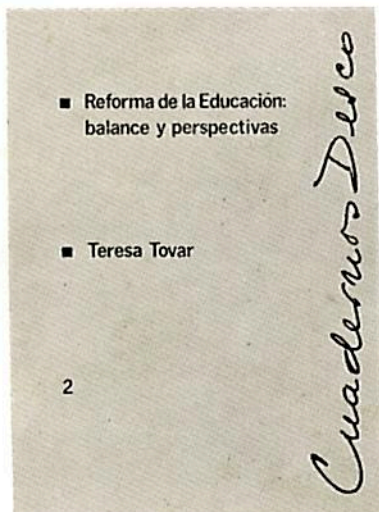 Reforma de la Educación:
balance y perspectivas
Teresa Tovar
2
Cuadernos Desco